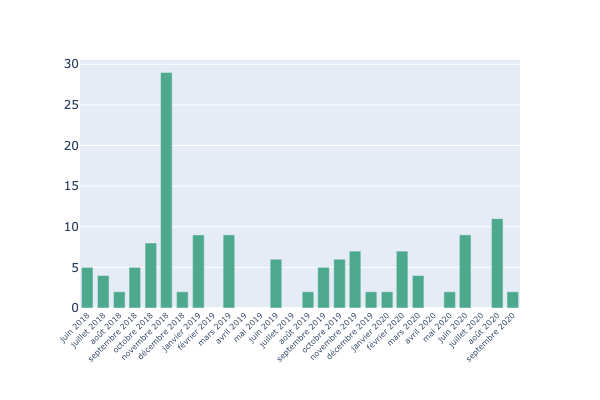 30
25
20
15
10
5
0
juin 2018
juillet 2018
août 2018
septembre 2018
octobre 2018
novembre 2018
décembre 2018
janvier 2019
février 2019
mars 2019
avril 2019
mai 2019
juin 2019
juillet 2019
août 2019
septembre 2019
octobre 2019
novembre 2019
décembre 2019
janvier 2020
février 2020
mars 2020
avril 2020
mai 2020
juin 2020
juillet 2020
août 2020
septembre 2020